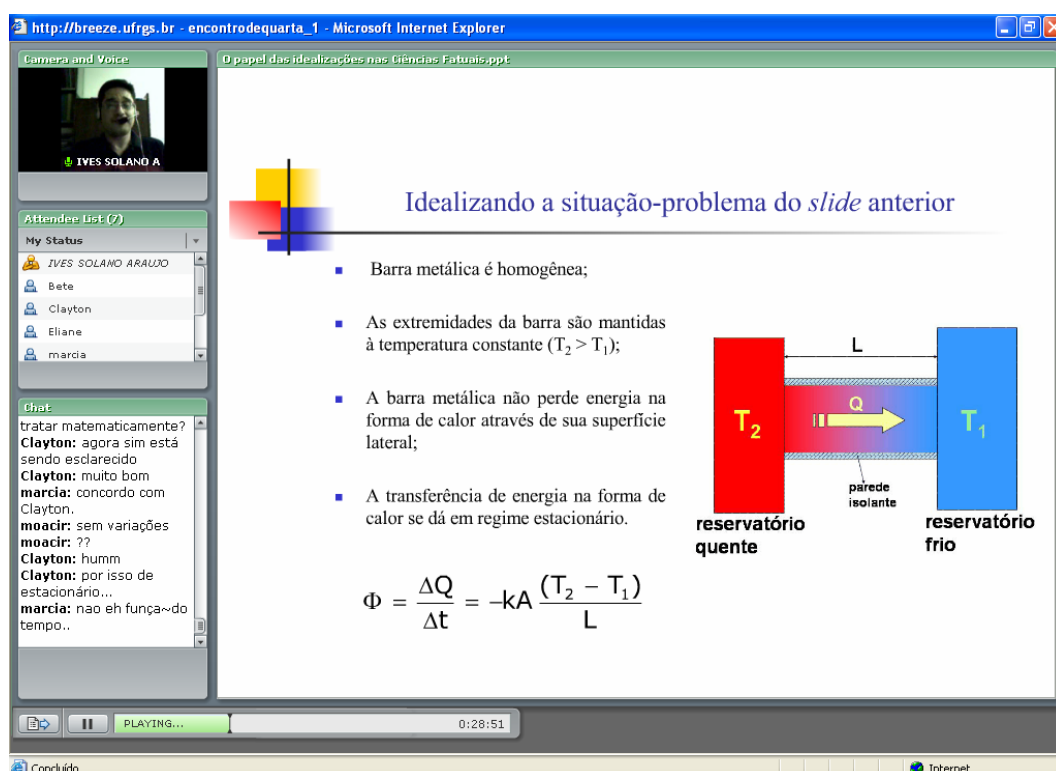 http://breeze.ufrgs.br - encontrodequarta_1 - Microsoft Internet Explorer
Camera and Voice
IVES SOLANO A
Attendee List (7)
My Status
IVES SOLANO ARAUJO
Bete
Clayton
Eliane
marcia
Chat
tratar matematicamente?
Clayton: agora sim está
sendo esclarecido
Clayton: muito bom
marcia: concordo com
Clayton.
moacir: sem variações
moacir: ??
Clayton: humm
Clayton: por isso de
estacionário...
marcia: nao eh funça~do
tempo..
O papel das idealizações nas Ciências Fatuais.ppt
Idealizando a situação-problema do slide anterior
Barra metálica é homogênea;
As extremidades da barra são mantidas
à temperatura constante (T₂ > T₁);
A barra metálica não perde energia na
forma de calor através de sua superfície
lateral;
A transferência de energia na forma de
calor se dá em regime estacionário.
Φ = ΔQ/Δt = −kA (T₂ − T₁)/L
L
T₂
Q
T₁
parede
isolante
reservatório
quente
reservatório
frio
PLAYING...
0:28:51
Concluído
Internet